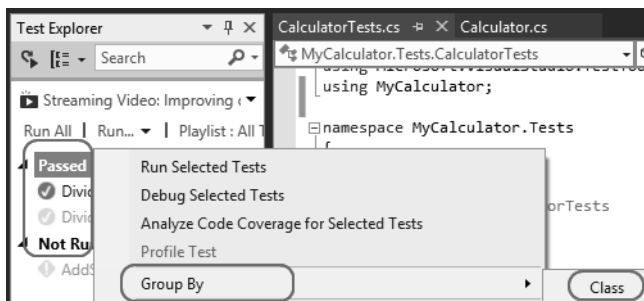 Test Explorer
CalculatorTests.cs
Calculator.cs
Search
MyCalculator.Tests.CalculatorTests
using MyCalculator;
Streaming Video: Improving
Run All | Run... | Playlist : All
namespace MyCalculator.Tests
{
Passed
Run Selected Tests
Debug Selected Tests
Analyze Code Coverage for Selected Tests
Not Ru
Profile Test
Group By
Class